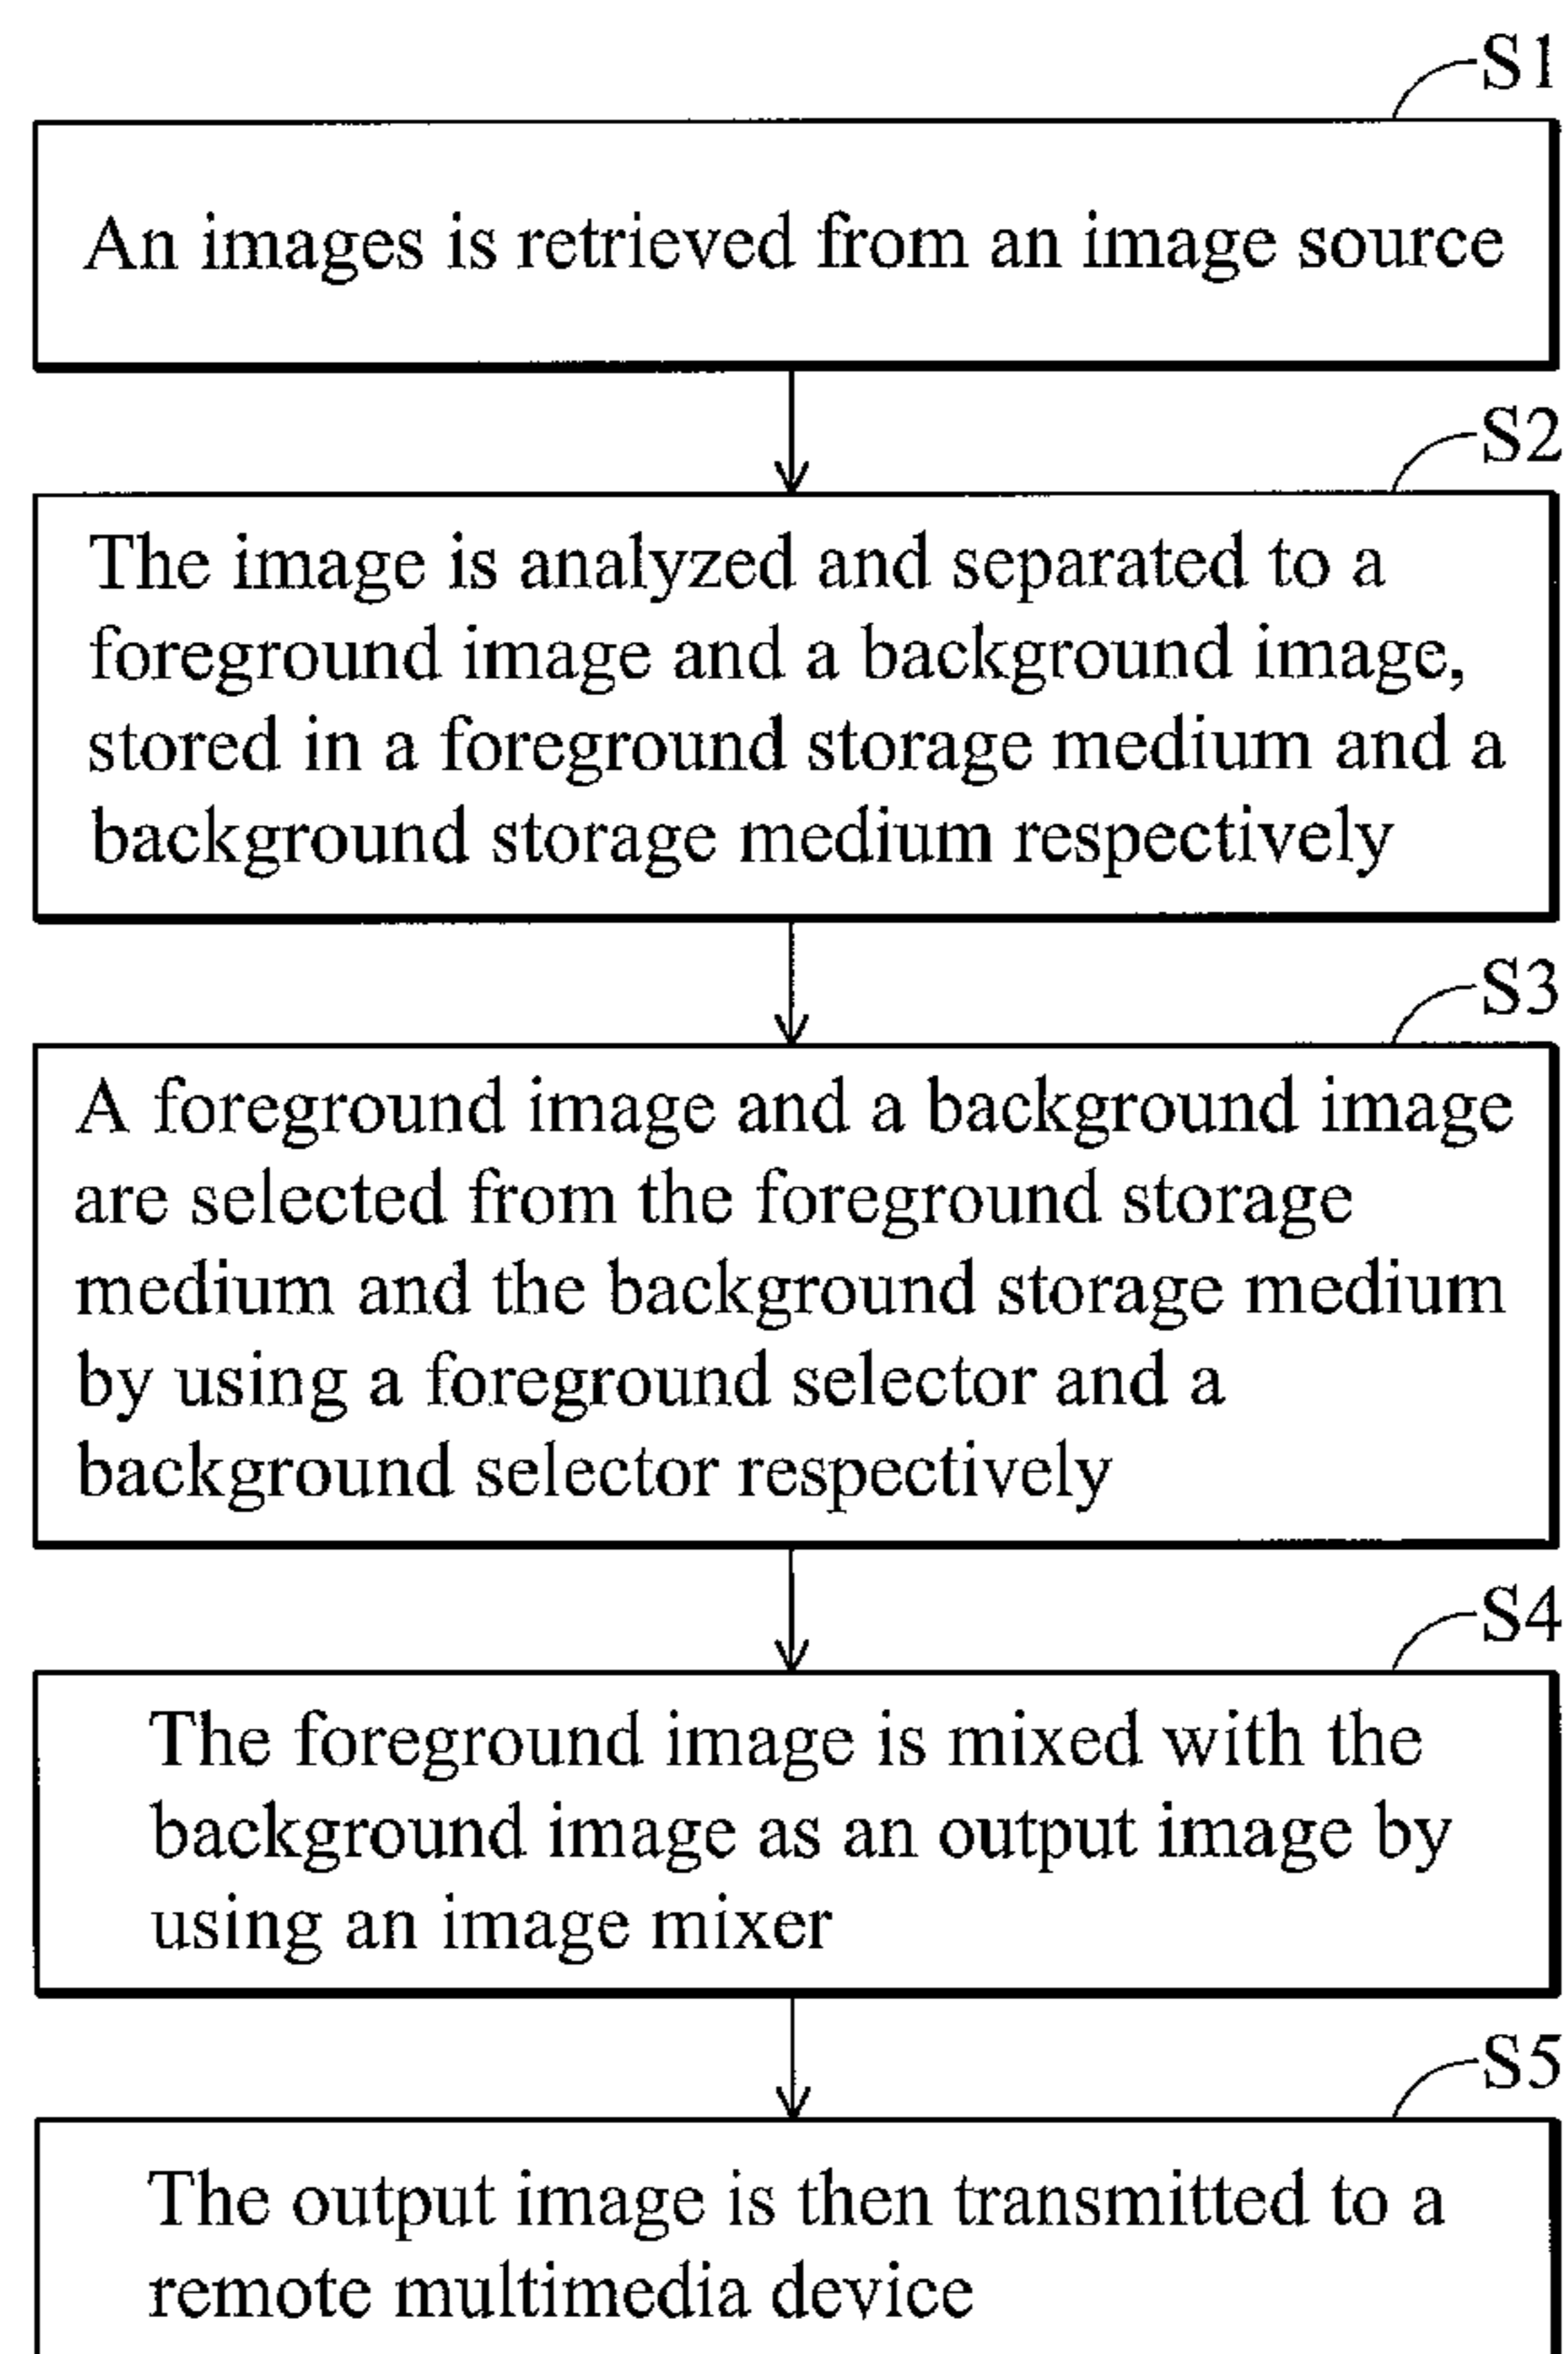 S1
An images is retrieved from an image source
S2
The image is analyzed and separated to a
foreground image and a background image,
stored in a foreground storage medium and a
background storage medium respectively
S3
A foreground image and a background image
are selected from the foreground storage
medium and the background storage medium
by using a foreground selector and a
background selector respectively
S4
The foreground image is mixed with the
background image as an output image by
using an image mixer
S5
The output image is then transmitted to a
remote multimedia device